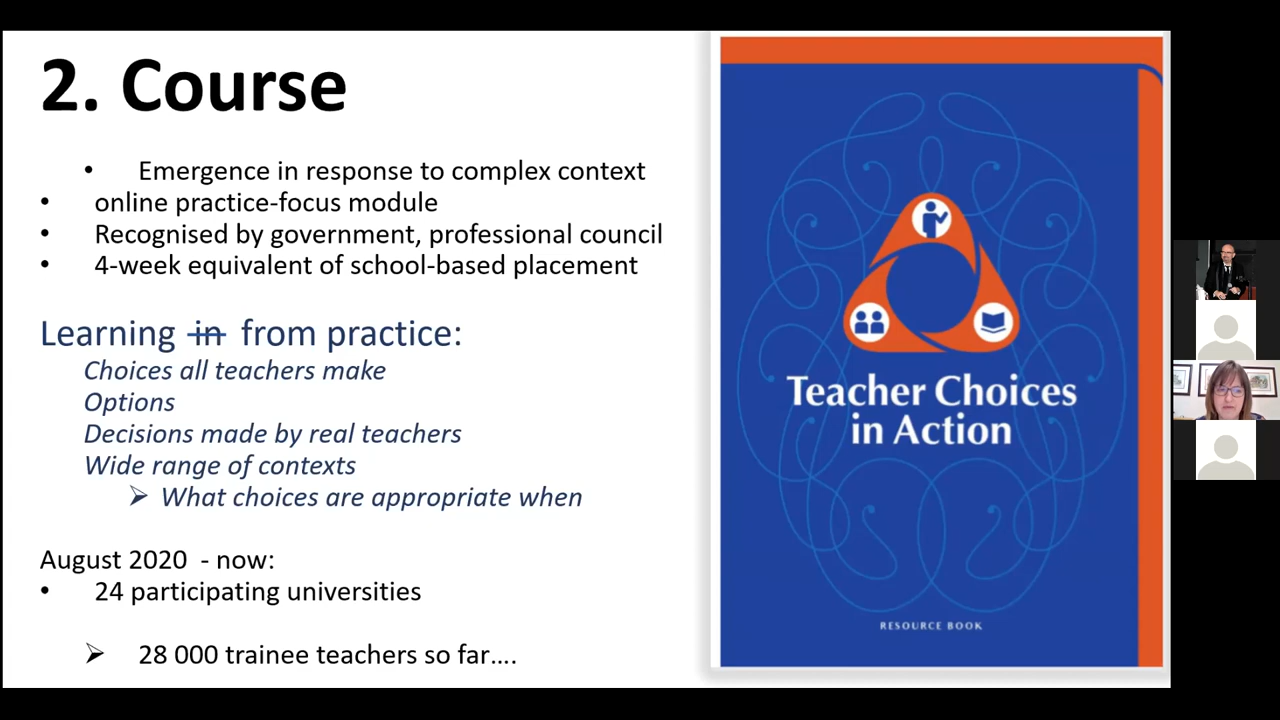 2. Course
• Emergence in response to complex context
• online practice-focus module
• Recognised by government, professional council
• 4-week equivalent of school-based placement
Learning in from practice:
Choices all teachers make
Options
Decisions made by real teachers
Wide range of contexts
➢ What choices are appropriate when
August 2020 - now:
• 24 participating universities
➢ 28 000 trainee teachers so far....
Teacher Choices
in Action
RESOURCE BOOK